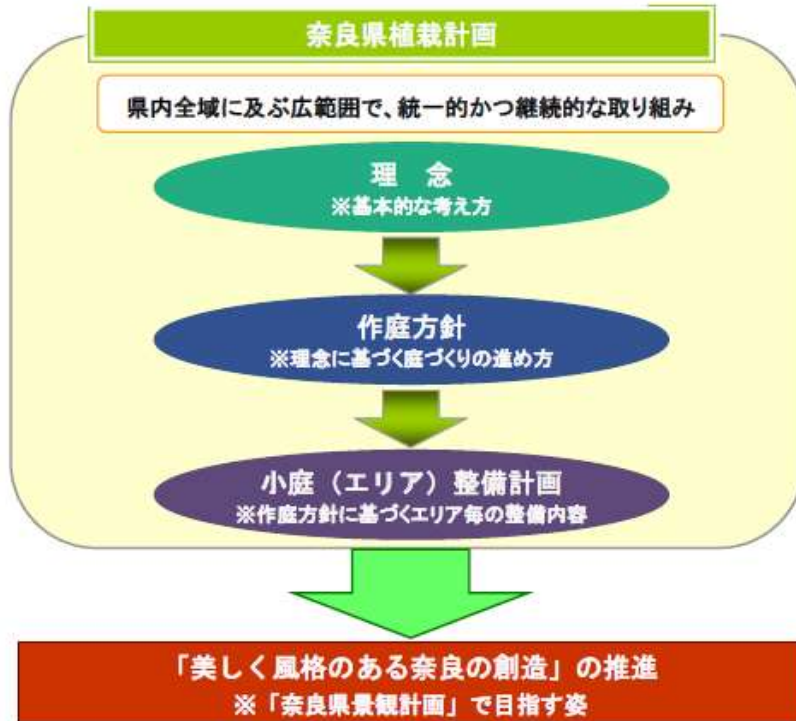 奈良県植栽計画
県内全域に及ぶ広範囲で、統一的かつ継続的な取り組み
理　念
※基本的な考え方
作庭方針
※理念に基づく庭づくりの進め方
小庭（エリア）整備計画
※作庭方針に基づくエリア毎の整備内容
「美しく風格のある奈良の創造」の推進
※「奈良県景観計画」で目指す姿